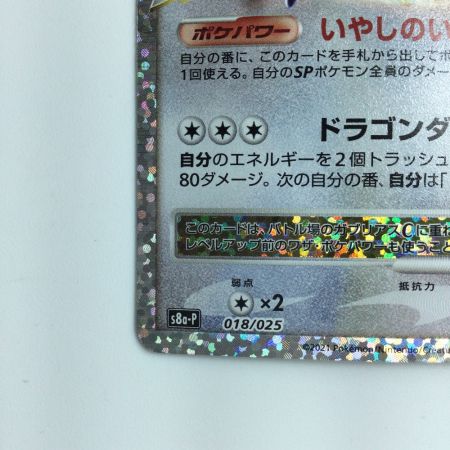 ポケパワー いやしのい
自分の番に、このカードを手札から出してポ
1回使える。自分のSPポケモン全員のダメー
ドラゴンダ
自分のエネルギーを2個トラッシュ
80ダメージ。次の自分の番、自分は「
このカードは、バトル場のガブリアスCに重ね
レベルアップ前のワザ・ポケパワーも使うこと
弱点 抵抗力
×2
s8a-P 018/025
©2021 Pokémon/Nintendo/Creatu